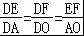 DE/DA = DF/DO = EF/AO